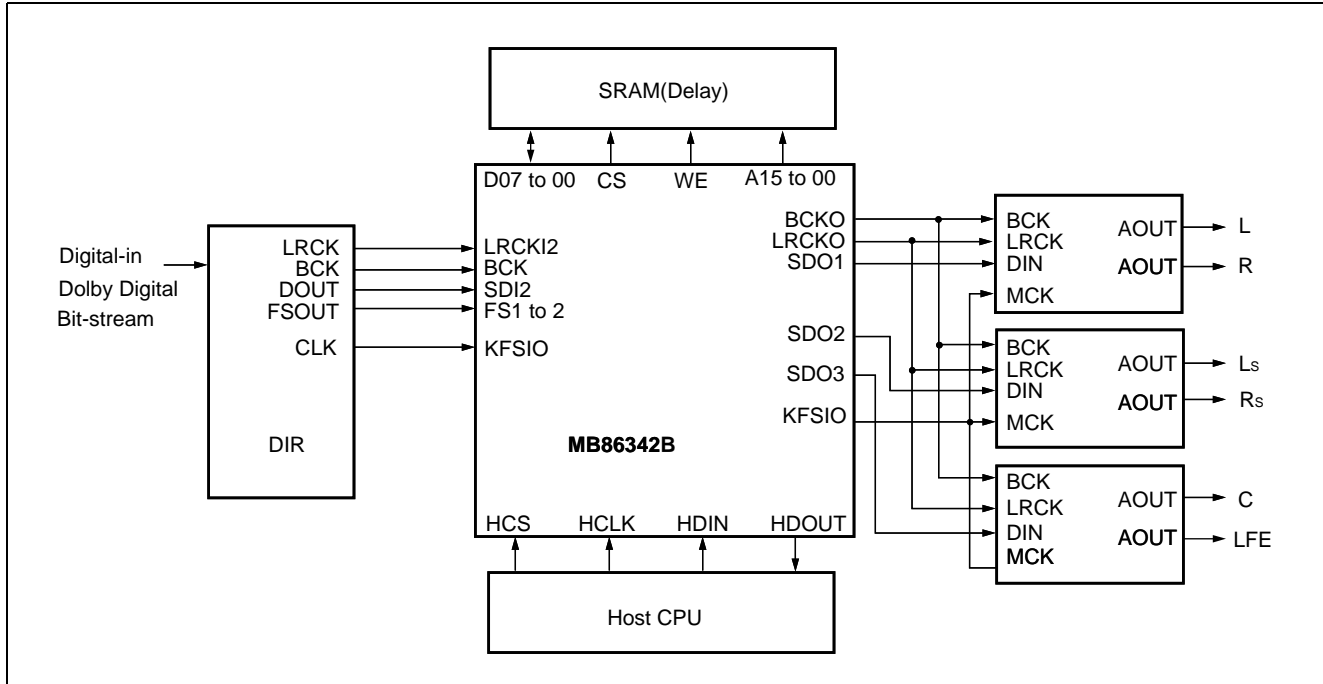 SRAM(Delay)
D07 to 00 CS WE A15 to 00
Digital-in
Dolby Digital
Bit-stream
LRCK
BCK
DOUT
FSOUT
CLK
DIR
LRCKI2
BCK
SDI2
FS1 to 2
KFSIO
MB86342B
BCKO
LRCKO
SDO1
SDO2
SDO3
KFSIO
HCS HCLK HDIN HDOUT
Host CPU
BCK
LRCK
DIN
MCK
AOUT L
AOUT R
BCK
LRCK
DIN
MCK
AOUT Ls
AOUT Rs
BCK
LRCK
DIN
MCK
AOUT C
AOUT LFE